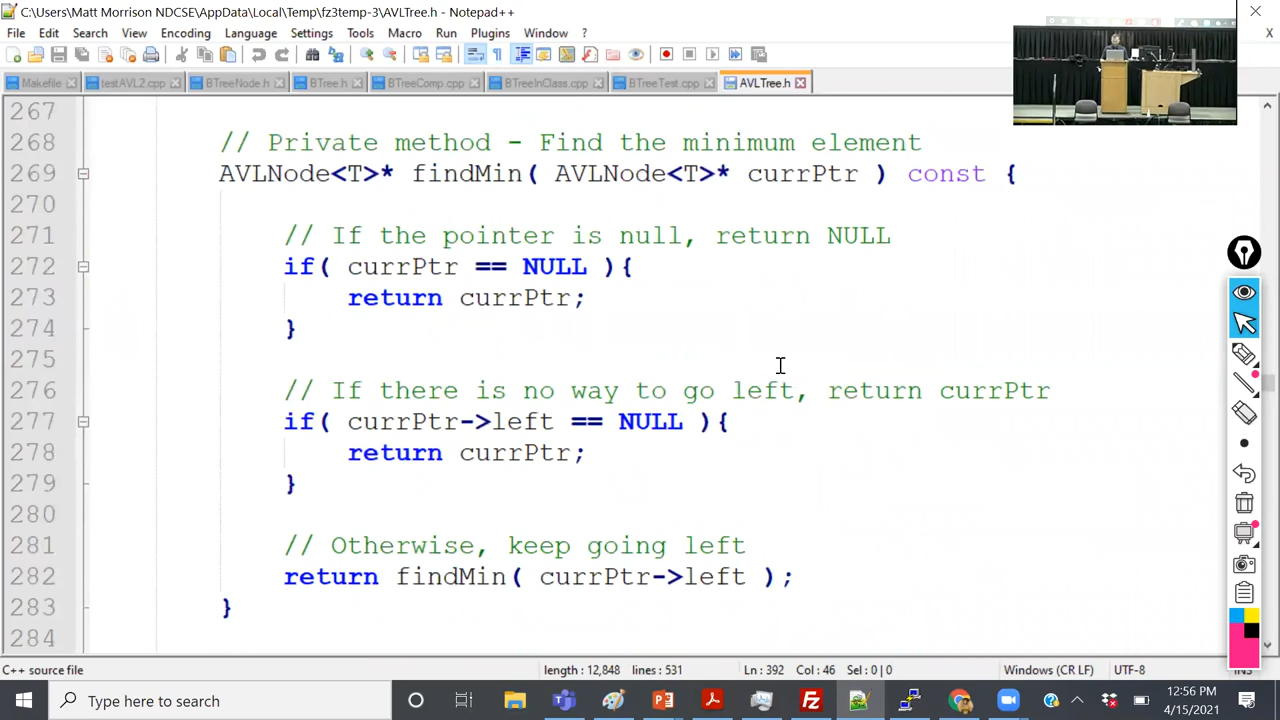 C:\Users\Matt Morrison NDCSE\AppData\Local\Temp\fz3temp-3\AVLTree.h - Notepad++
File Edit Search View Encoding Language Settings Tools Macro Run Plugins Window ?
X
Makefile testAVL2.cpp BTreeNode.h BTree.h BTreeComp.cpp BTreeInClass.cpp BTreeTest.cpp AVLTree.h
267
268 // Private method - Find the minimum element
269 AVLNode<T>* findMin( AVLNode<T>* currPtr ) const {
270
271 // If the pointer is null, return NULL
272 if( currPtr == NULL ){
273 return currPtr;
274 }
275
276 // If there is no way to go left, return currPtr
277 if( currPtr->left == NULL ){
278 return currPtr;
279 }
280
281 // Otherwise, keep going left
282 return findMin( currPtr->left );
283 }
284
C++ source file length : 12,848 lines : 531 Ln : 392 Col : 46 Sel : 0 | 0 Windows (CR LF) UTF-8 INS
Type here to search
12:56 PM
4/15/2021